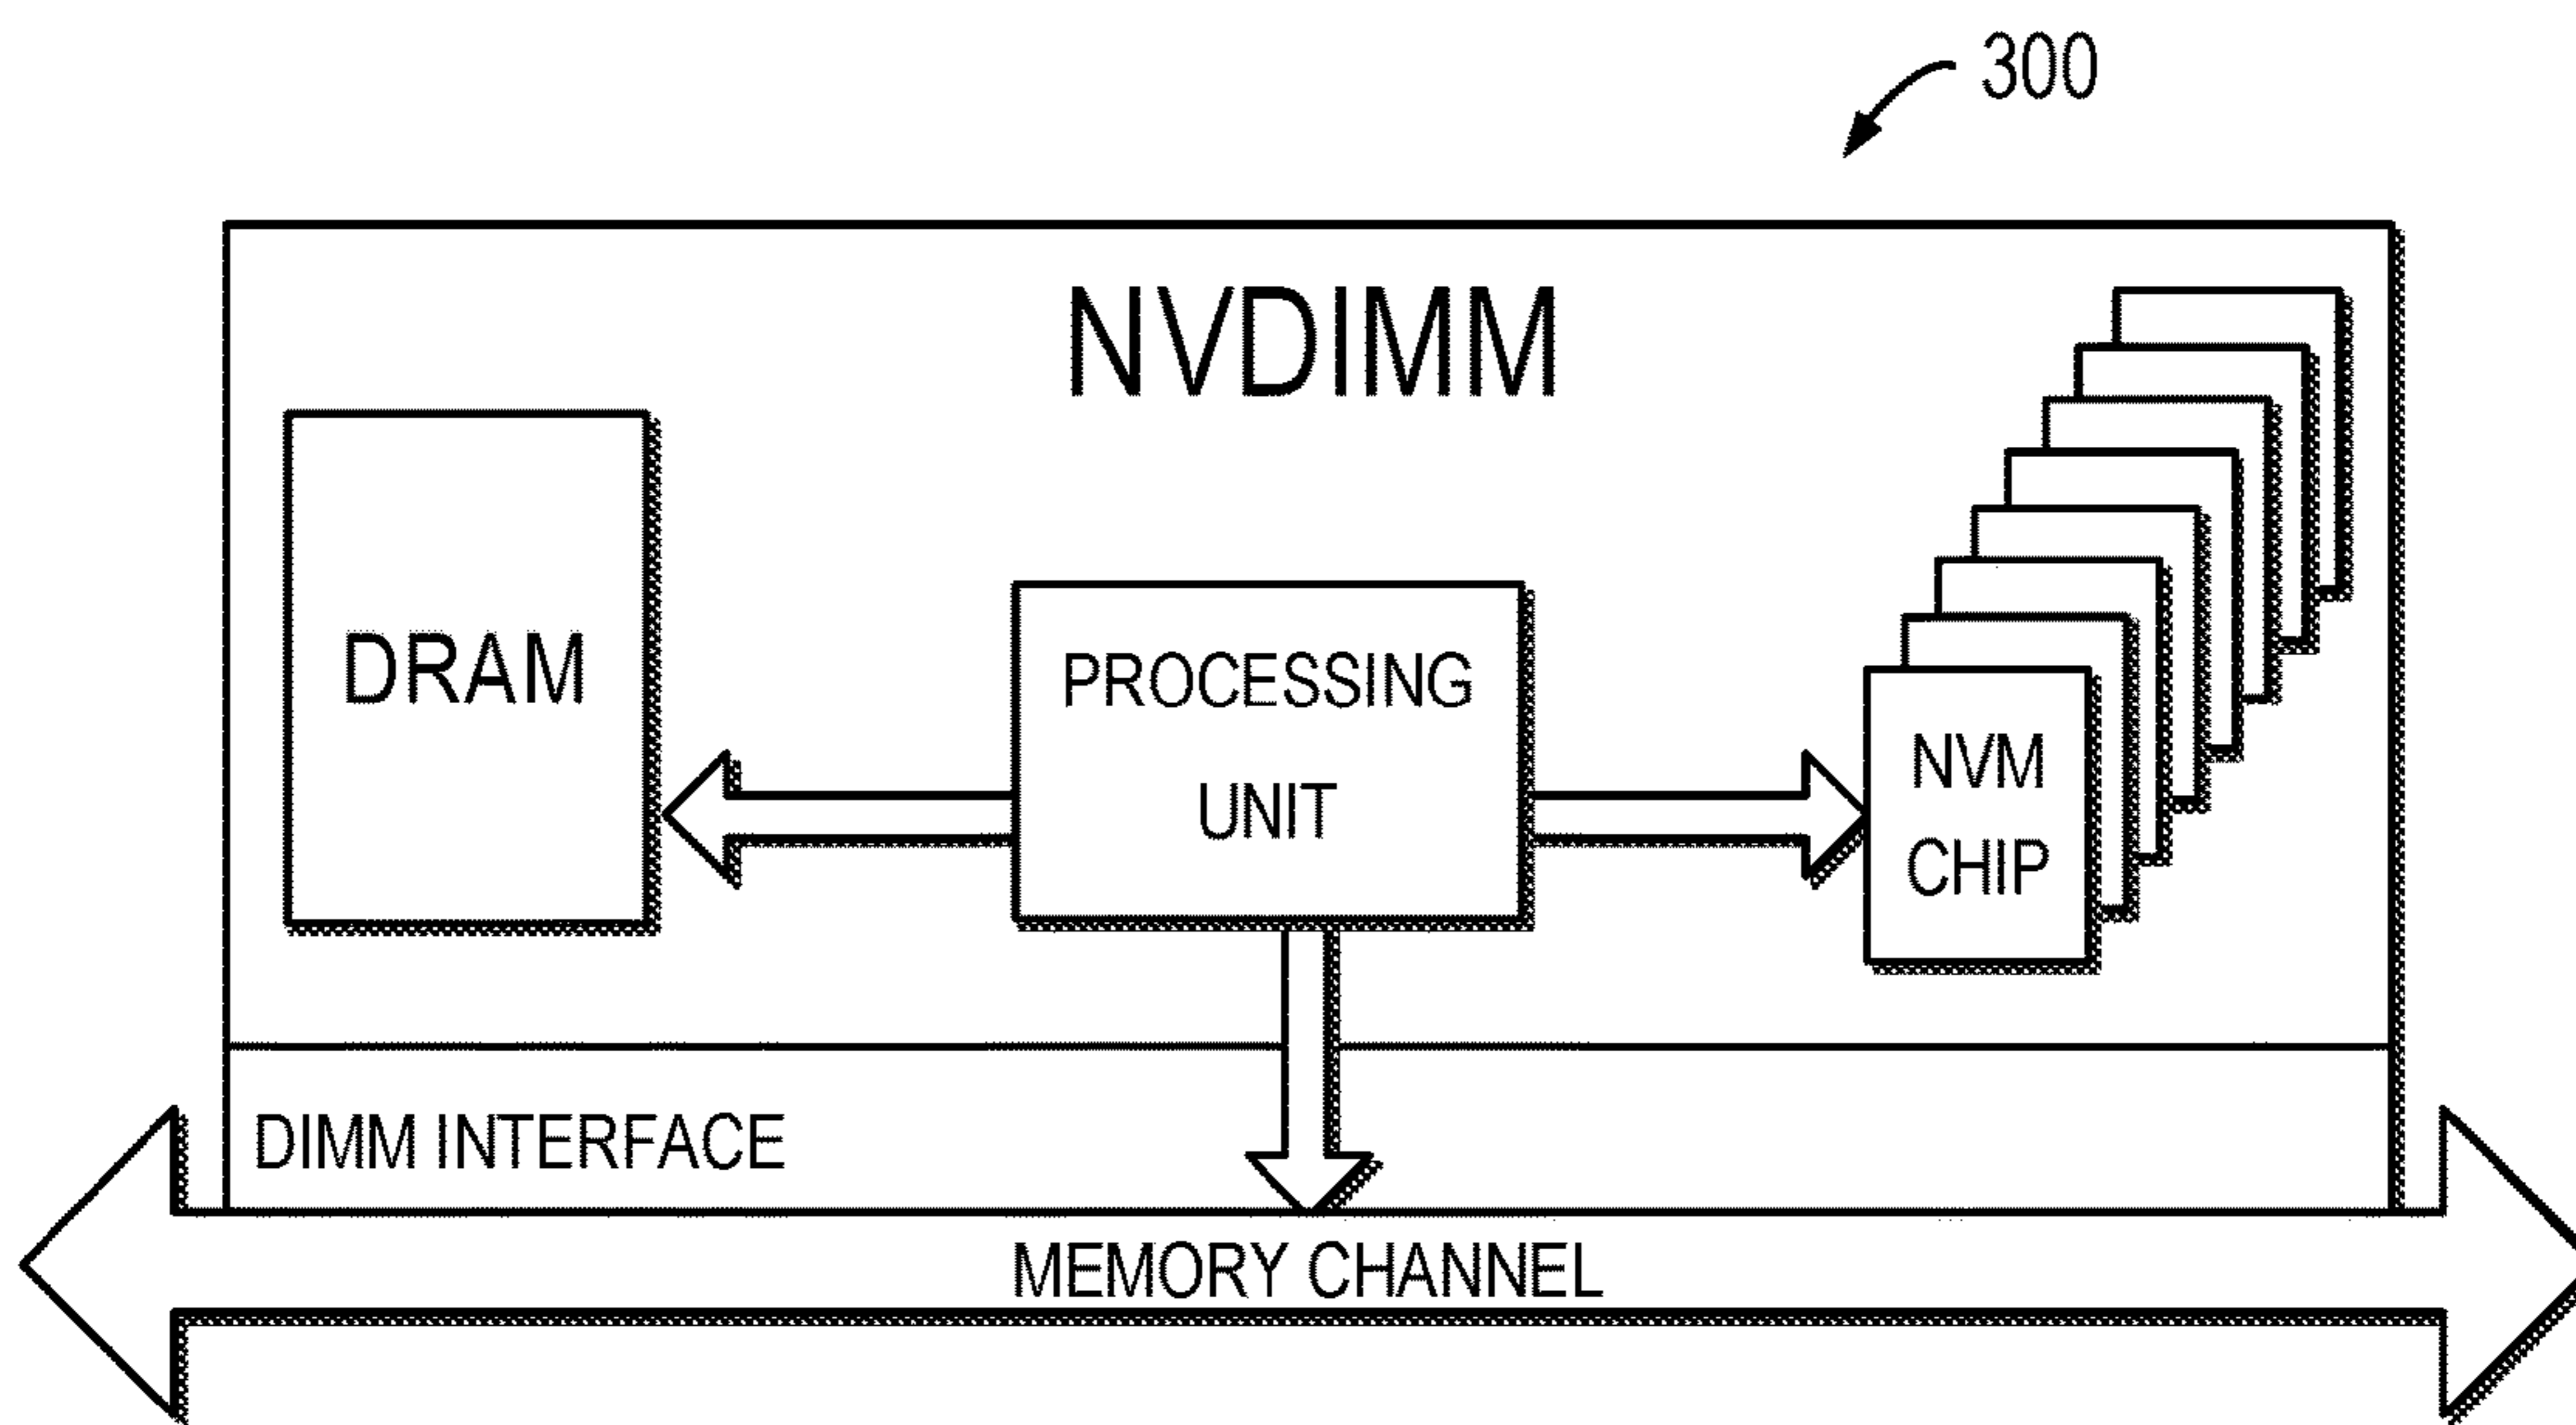 300
NVDIMM
DRAM
PROCESSING
UNIT
NVM
CHIP
DIMM INTERFACE
MEMORY CHANNEL